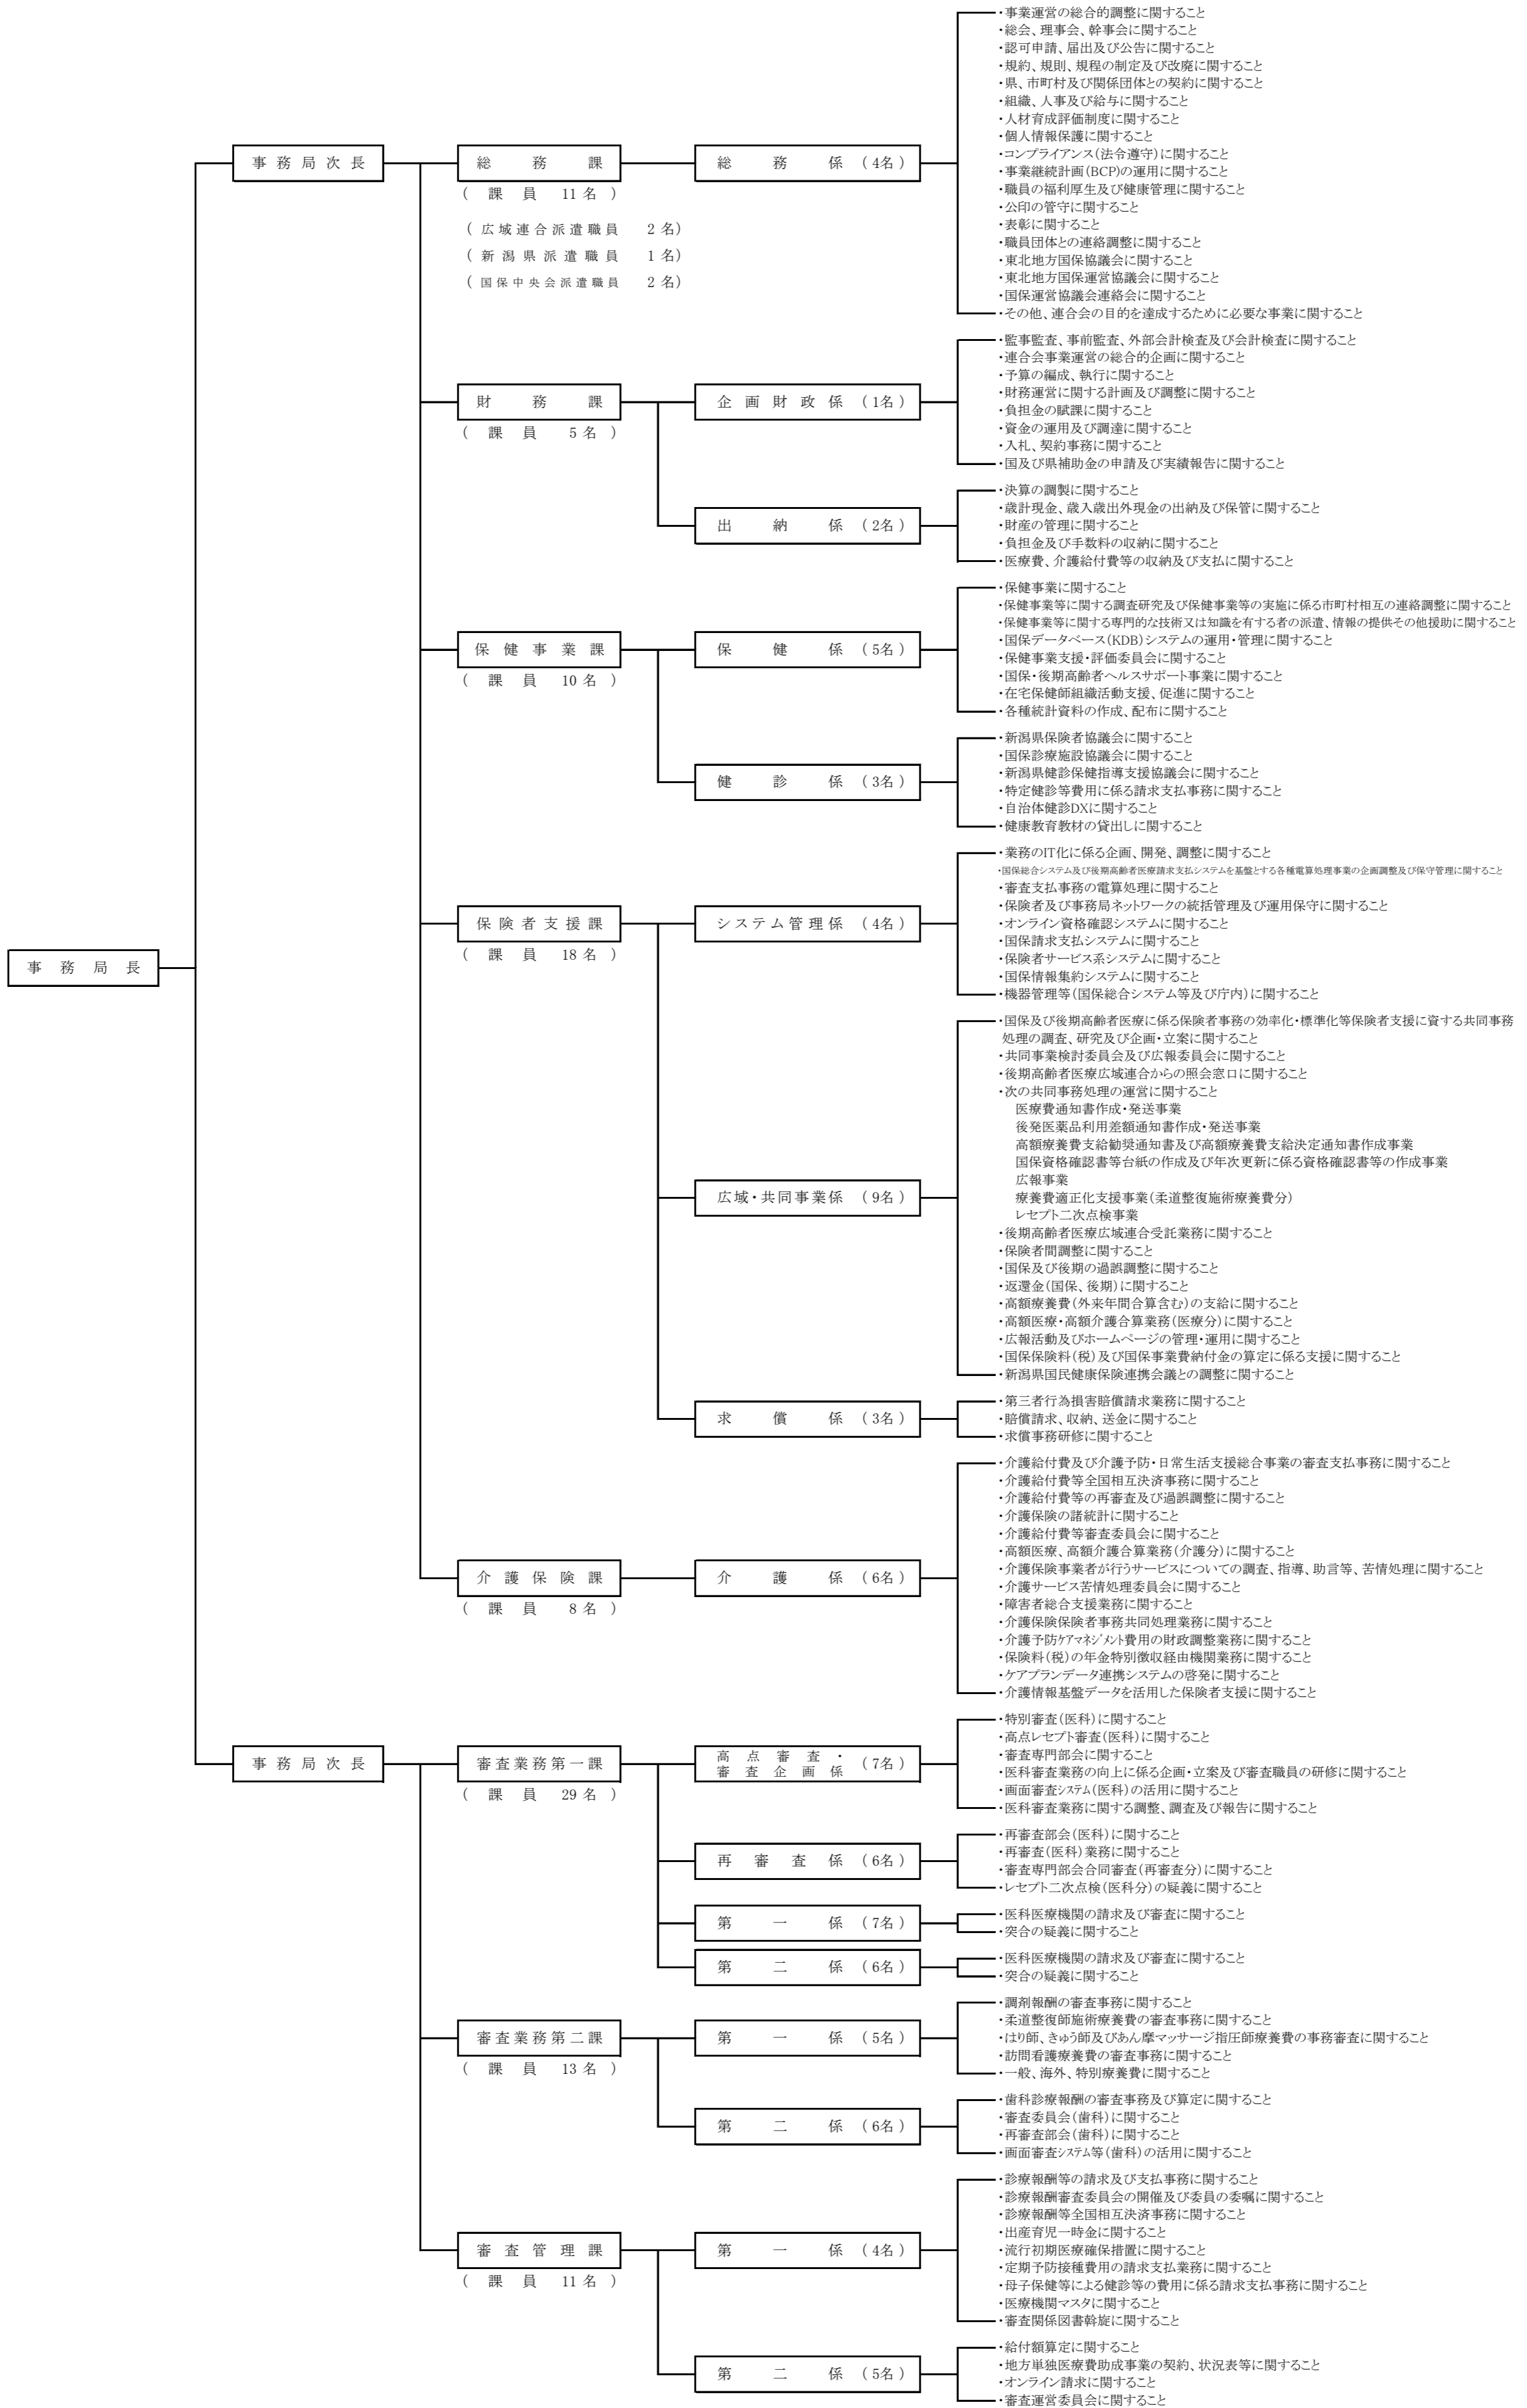 事務局長
事務局次長
総務課
(課員 11名)
(広域連合派遣職員 2名)
(新潟県派遣職員 1名)
(国保中央会派遣職員 2名)
総務係 (4名)
・事業運営の総合的調整に関すること
・総会、理事会、幹事会に関すること
・認可申請、届出及び公告に関すること
・規約、規則、規程の制定及び改廃に関すること
・県、市町村及び関係団体との契約に関すること
・組織、人事及び給与に関すること
・人材育成評価制度に関すること
・個人情報保護に関すること
・コンプライアンス(法令遵守)に関すること
・事業継続計画(BCP)の運用に関すること
・職員の福利厚生及び健康管理に関すること
・公印の管守に関すること
・表彰に関すること
・職員団体との連絡調整に関すること
・東北地方国保協議会に関すること
・東北地方国保運営協議会に関すること
・国保運営協議会連絡会に関すること
・その他、連合会の目的を達成するために必要な事業に関すること
財務課
(課員 5名)
企画財政係 (1名)
・監事監査、事前監査、外部会計検査及び会計検査に関すること
・連合会事業運営の総合的企画に関すること
・予算の編成、執行に関すること
・財務運営に関する計画及び調整に関すること
・負担金の賦課に関すること
・資金の運用及び調達に関すること
・入札、契約事務に関すること
・国及び県補助金の申請及び実績報告に関すること
出納係 (2名)
・決算の調製に関すること
・歳計現金、歳入歳出外現金の出納及び保管に関すること
・財産の管理に関すること
・負担金及び手数料の収納に関すること
・医療費、介護給付費等の収納及び支払に関すること
保健事業課
(課員 10名)
保健係 (5名)
・保健事業に関すること
・保健事業等に関する調査研究及び保健事業等の実施に係る市町村相互の連絡調整に関すること
・保健事業等に関する専門的な技術又は知識を有する者の派遣、情報の提供その他援助に関すること
・国保データベース(KDB)システムの運用・管理に関すること
・保健事業支援・評価委員会に関すること
・国保・後期高齢者ヘルスサポート事業に関すること
・在宅保健師組織活動支援、促進に関すること
・各種統計資料の作成、配布に関すること
健診係 (3名)
・新潟県保険者協議会に関すること
・国保診療施設協議会に関すること
・新潟県健診保健指導支援協議会に関すること
・特定健診等費用に係る請求支払事務に関すること
・自治体健診DXに関すること
・健康教育教材の貸出しに関すること
保険者支援課
(課員 18名)
システム管理係 (4名)
・業務のIT化に係る企画、開発、調整に関すること
・国保総合システム及び後期高齢者医療請求支払システムを基盤とする各種電算処理事業の企画調整及び保守管理に関すること
・審査支払事務の電算処理に関すること
・保険者及び事務局ネットワークの統括管理及び運用保守に関すること
・オンライン資格確認システムに関すること
・国保請求支払システムに関すること
・保険者サービス系システムに関すること
・国保情報集約システムに関すること
・機器管理等(国保総合システム等及び庁内)に関すること
広域・共同事業係 (9名)
・国保及び後期高齢者医療に係る保険者事務の効率化・標準化等保険者支援に資する共同事務
処理の調査、研究及び企画・立案に関すること
・共同事業検討委員会及び広報委員会に関すること
・後期高齢者医療広域連合からの照会窓口に関すること
・次の共同事務処理の運営に関すること
医療費通知書作成・発送事業
後発医薬品利用差額通知書作成・発送事業
高額療養費支給勧奨通知書及び高額療養費支給決定通知書作成事業
国保資格確認書等台紙の作成及び年次更新に係る資格確認書等の作成事業
広報事業
療養費適正化支援事業(柔道整復施術療養費分)
レセプト二次点検事業
・後期高齢者医療広域連合受託業務に関すること
・保険者間調整に関すること
・国保及び後期の過誤調整に関すること
・返還金(国保、後期)に関すること
・高額療養費(外来年間合算含む)の支給に関すること
・高額医療・高額介護合算業務(医療分)に関すること
・広報活動及びホームページの管理・運用に関すること
・国保保険料(税)及び国保事業費納付金の算定に係る支援に関すること
・新潟県国民健康保険連携会議との調整に関すること
求償係 (3名)
・第三者行為損害賠償請求業務に関すること
・賠償請求、収納、送金に関すること
・求償事務研修に関すること
介護保険課
(課員 8名)
介護係 (6名)
・介護給付費及び介護予防・日常生活支援総合事業の審査支払事務に関すること
・介護給付費等全国相互決済事務に関すること
・介護給付費等の再審査及び過誤調整に関すること
・介護保険の諸統計に関すること
・介護給付費等審査委員会に関すること
・高額医療、高額介護合算業務(介護分)に関すること
・介護保険事業者が行うサービスについての調査、指導、助言等、苦情処理に関すること
・介護サービス苦情処理委員会に関すること
・障害者総合支援業務に関すること
・介護保険保険者事務共同処理業務に関すること
・介護予防ケアマネジメント費用の財政調整業務に関すること
・保険料(税)の年金特別徴収経由機関業務に関すること
・ケアプランデータ連携システムの啓発に関すること
・介護情報基盤データを活用した保険者支援に関すること
事務局次長
審査業務第一課
(課員 29名)
高点審査・
審査企画係 (7名)
・特別審査(医科)に関すること
・高点レセプト審査(医科)に関すること
・審査専門部会に関すること
・医科審査業務の向上に係る企画・立案及び審査職員の研修に関すること
・画面審査システム(医科)の活用に関すること
・医科審査業務に関する調整、調査及び報告に関すること
再審査係 (6名)
・再審査部会(医科)に関すること
・再審査(医科)業務に関すること
・審査専門部会合同審査(再審査分)に関すること
・レセプト二次点検(医科分)の疑義に関すること
第一係 (7名)
・医科医療機関の請求及び審査に関すること
・突合の疑義に関すること
第二係 (6名)
・医科医療機関の請求及び審査に関すること
・突合の疑義に関すること
審査業務第二課
(課員 13名)
第一係 (5名)
・調剤報酬の審査事務に関すること
・柔道整復師施術療養費の審査事務に関すること
・はり師、きゅう師及びあん摩マッサージ指圧師療養費の事務審査に関すること
・訪問看護療養費の審査事務に関すること
・一般、海外、特別療養費に関すること
第二係 (6名)
・歯科診療報酬の審査事務及び算定に関すること
・審査委員会(歯科)に関すること
・再審査部会(歯科)に関すること
・画面審査システム等(歯科)の活用に関すること
審査管理課
(課員 11名)
第一係 (4名)
・診療報酬等の請求及び支払事務に関すること
・診療報酬審査委員会の開催及び委員の委嘱に関すること
・診療報酬等全国相互決済事務に関すること
・出産育児一時金に関すること
・流行初期医療確保措置に関すること
・定期予防接種費用の請求支払業務に関すること
・母子保健等による健診等の費用に係る請求支払事務に関すること
・医療機関マスタに関すること
・審査関係図書斡旋に関すること
第二係 (5名)
・給付額算定に関すること
・地方単独医療費助成事業の契約、状況表等に関すること
・オンライン請求に関すること
・審査運営委員会に関すること